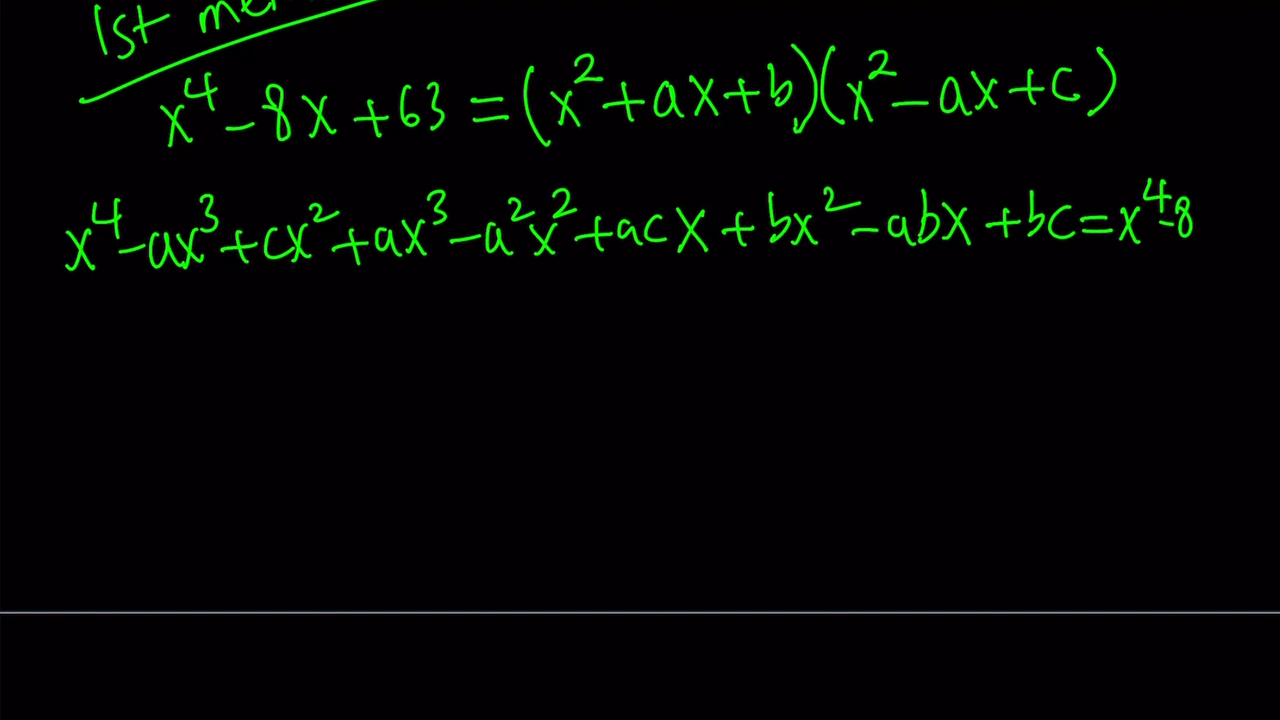 1st
x⁴ - 8x + 63 = (x² + ax + b)(x² - ax + c)
x⁴ - ax³ + cx² + ax³ - a²x² + acx + bx² - abx + bc = x⁴ - 8